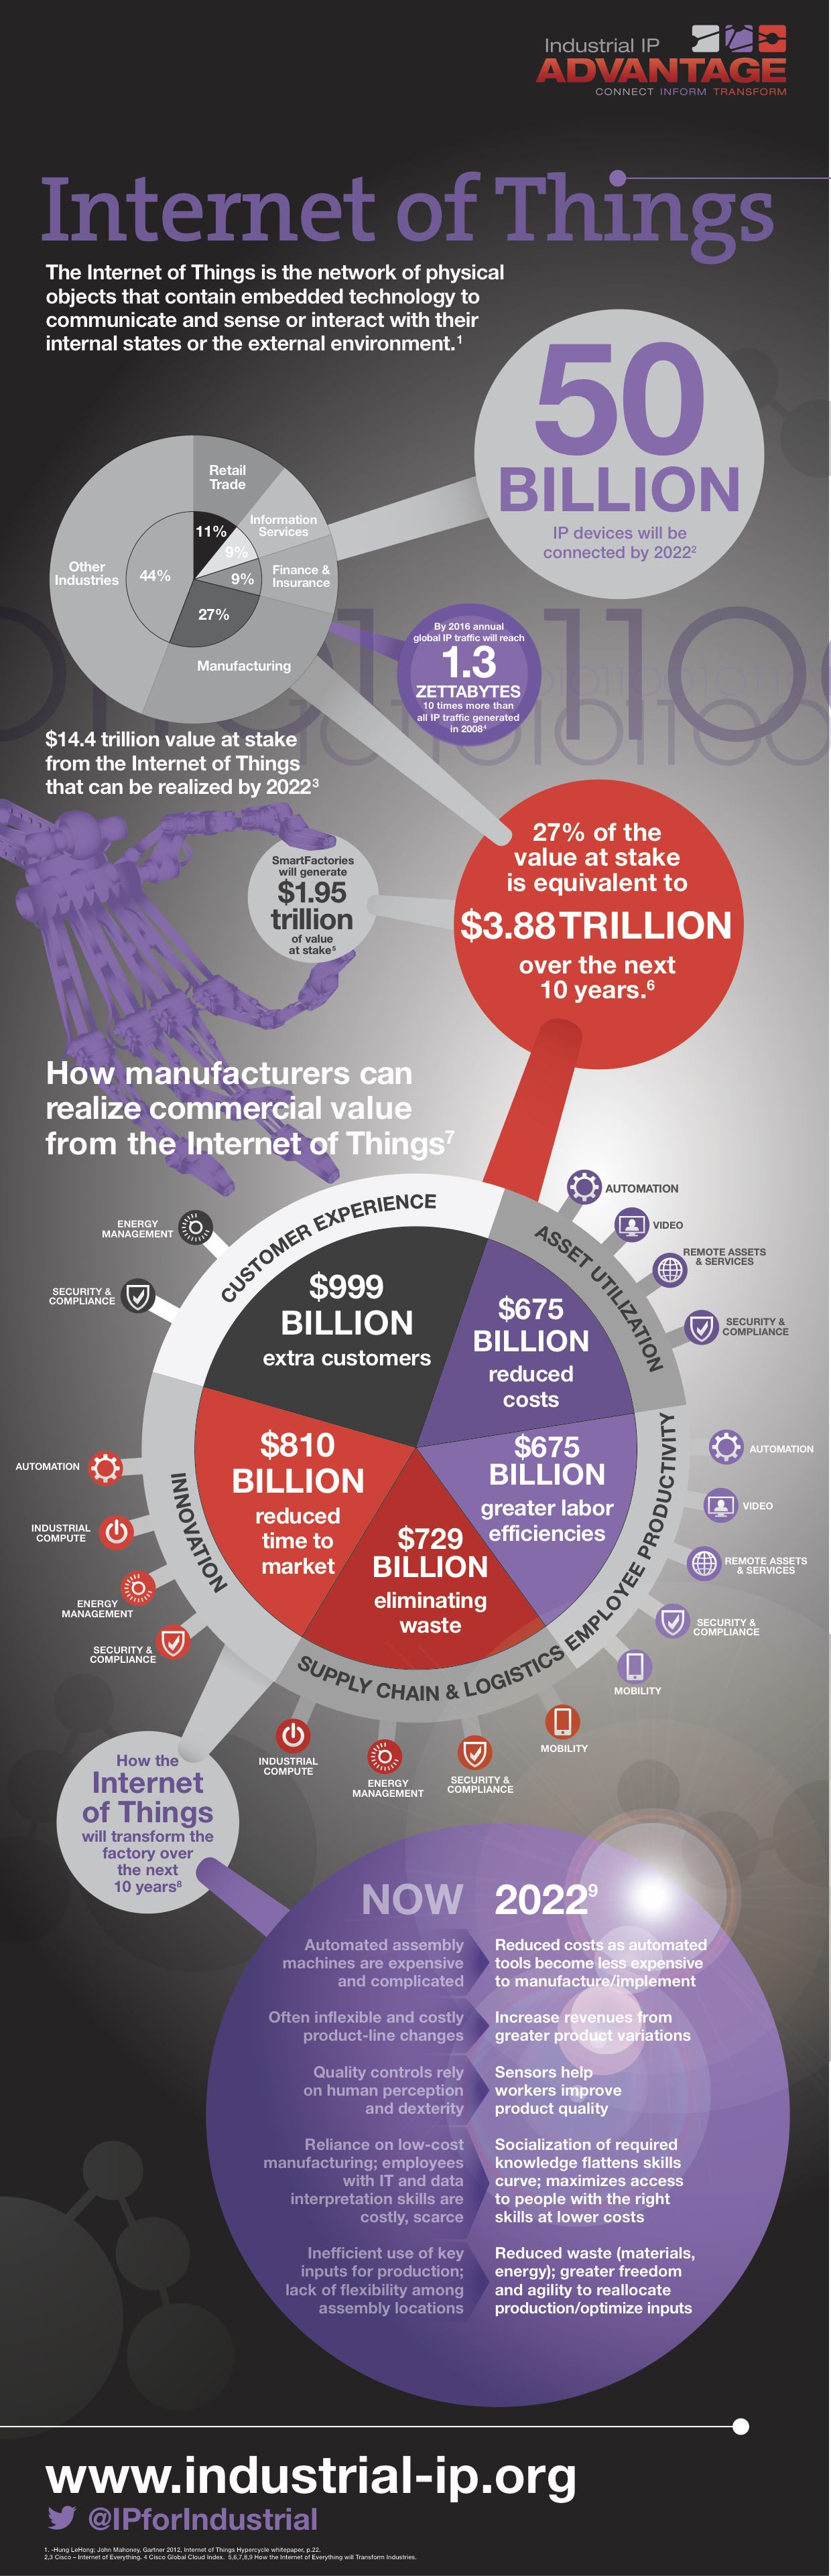 Industrial IP
ADVANTAGE
CONNECT INFORM TRANSFORM
Internet of Things
The Internet of Things is the network of physical
objects that contain embedded technology to
communicate and sense or interact with their
internal states or the external environment.1
50
BILLION
IP devices will be
connected by 20222
Retail
Trade
Information
Services
Finance &
Insurance
Manufacturing
Other
Industries
11%
9%
9%
27%
44%
By 2016 annual
global IP traffic will reach
1.3
ZETTABYTES
10 times more than
all IP traffic generated
in 20084
$14.4 trillion value at stake
from the Internet of Things
that can be realized by 20223
SmartFactories
will generate
$1.95
trillion
of value
at stake5
27% of the
value at stake
is equivalent to
$3.88 TRILLION
over the next
10 years.6
How manufacturers can
realize commercial value
from the Internet of Things7
CUSTOMER EXPERIENCE
$999
BILLION
extra customers
ENERGY
MANAGEMENT
SECURITY &
COMPLIANCE
ASSET UTILIZATION
$675
BILLION
reduced
costs
AUTOMATION
VIDEO
REMOTE ASSETS
& SERVICES
SECURITY &
COMPLIANCE
EMPLOYEE PRODUCTIVITY
$675
BILLION
greater labor
efficiencies
AUTOMATION
VIDEO
REMOTE ASSETS
& SERVICES
SECURITY &
COMPLIANCE
MOBILITY
SUPPLY CHAIN & LOGISTICS
$729
BILLION
eliminating
waste
INDUSTRIAL
COMPUTE
ENERGY
MANAGEMENT
SECURITY &
COMPLIANCE
MOBILITY
INNOVATION
$810
BILLION
reduced
time to
market
AUTOMATION
INDUSTRIAL
COMPUTE
ENERGY
MANAGEMENT
SECURITY &
COMPLIANCE
How the
Internet
of Things
will transform the
factory over
the next
10 years8
NOW
20229
Automated assembly
machines are expensive
and complicated
Reduced costs as automated
tools become less expensive
to manufacture/implement
Often inflexible and costly
product-line changes
Increase revenues from
greater product variations
Quality controls rely
on human perception
and dexterity
Sensors help
workers improve
product quality
Reliance on low-cost
manufacturing; employees
with IT and data
interpretation skills are
costly, scarce
Socialization of required
knowledge flattens skills
curve; maximizes access
to people with the right
skills at lower costs
Inefficient use of key
inputs for production;
lack of flexibility among
assembly locations
Reduced waste (materials,
energy); greater freedom
and agility to reallocate
production/optimize inputs
www.industrial-ip.org
@IPforIndustrial
1. -Hung LeHong; John Mahoney, Gartner 2012, Internet of Things Hypercycle whitepaper, p.22.
2,3 Cisco – Internet of Everything. 4 Cisco Global Cloud Index. 5,6,7,8,9 How the Internet of Everything will Transform Industries.